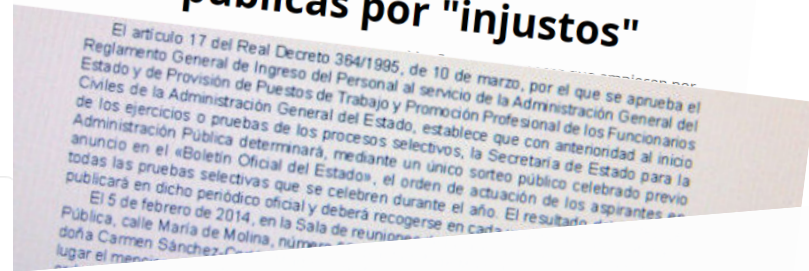 públicas por "injustos"
El artículo 17 del Real Decreto 364/1995, de 10 de marzo, por el que se aprueba el
Reglamento General de Ingreso del Personal al servicio de la Administración General del
Estado y de Provisión de Puestos de Trabajo y Promoción Profesional de los Funcionarios
Civiles de la Administración General del Estado, establece que con anterioridad al inicio
de los ejercicios o pruebas de los procesos selectivos, la Secretaría de Estado para la
Administración Pública determinará, mediante un único sorteo público celebrado previo
anuncio en el «Boletín Oficial del Estado», el orden de actuación de los aspirantes en
todas las pruebas selectivas que se celebren durante el año. El resultado
publicará en dicho periódico oficial y deberá recogerse en cada
El 5 de febrero de 2014, en la Sala de reuniones
Pública, calle María de Molina, número
doña Carmen Sánchez-
lugar el